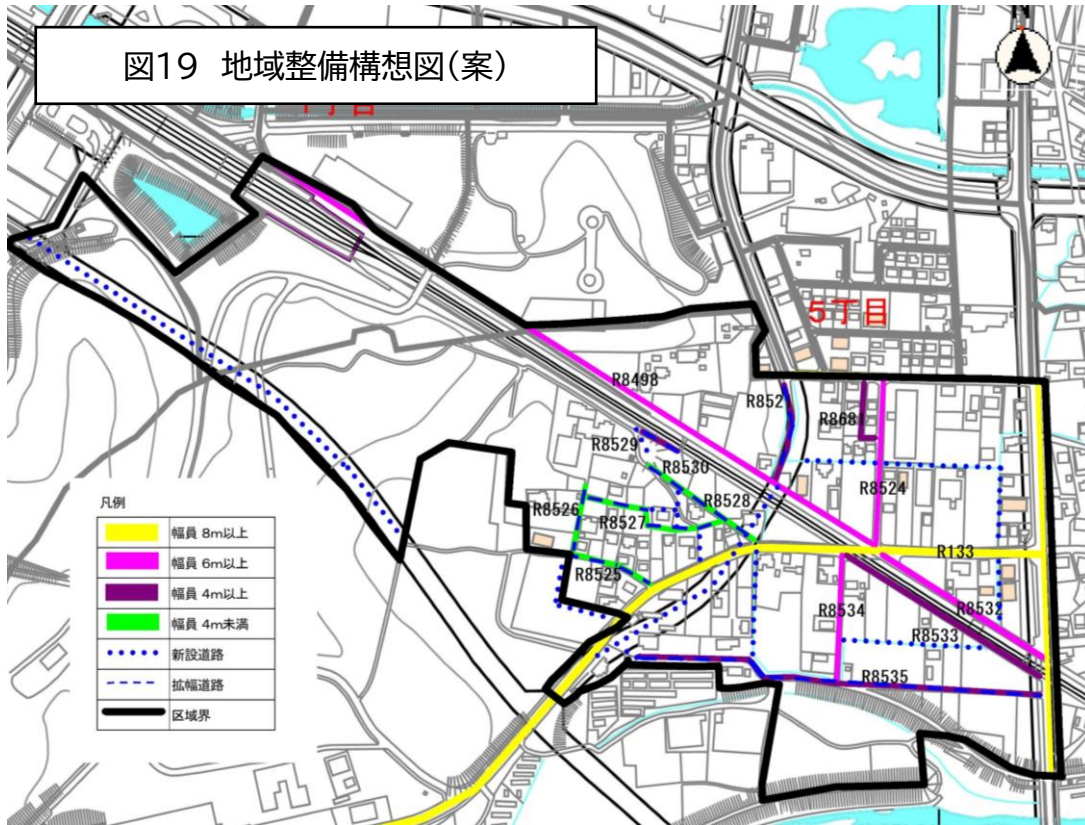 図19 地域整備構想図(案)
5丁目
R8498
R852
R868
R8529
R8530
R8528
R8524
R8526
R8527
R133
R8525
R8534
R8532
R8533
R8535
凡例
幅員 8m以上
幅員 6m以上
幅員 4m以上
幅員 4m未満
新設道路
拡幅道路
区域界